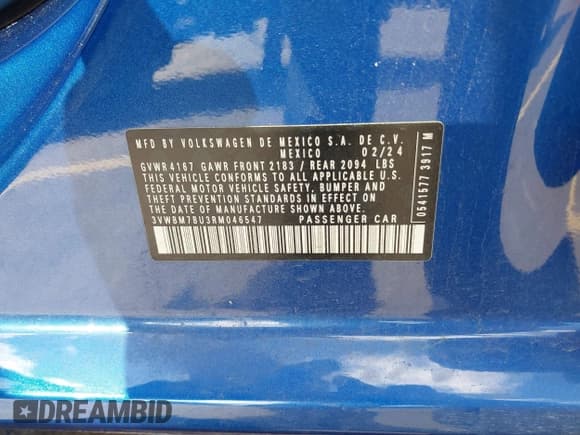 MFD BY VOLKSWAGEN DE MEXICO S.A. DE C.V.
MEXICO 02/24
GVWR 4167 GAWR FRONT 2183 / REAR 2094 LBS
THIS VEHICLE CONFORMS TO ALL APPLICABLE U.S.
FEDERAL MOTOR VEHICLE SAFETY, BUMPER AND
THEFT PREVENTION STANDARDS IN EFFECT ON
THE DATE OF MANUFACTURE SHOWN ABOVE.
3VWBM7BU3RM046547 PASSENGER CAR
0541577 3917 M
DREAMBID